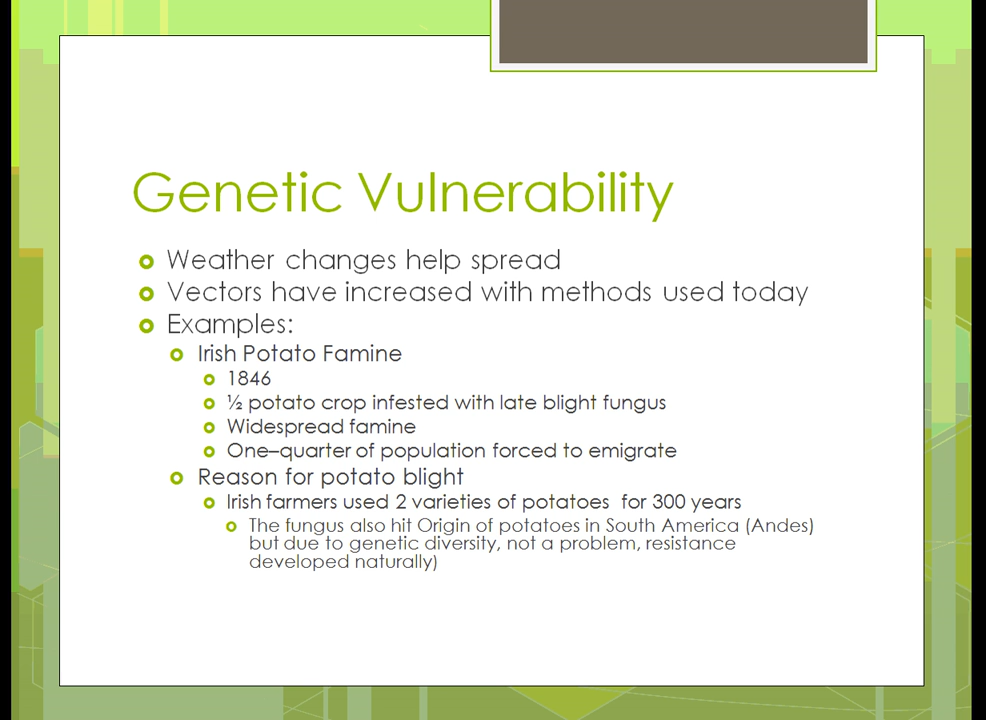 Genetic Vulnerability
Weather changes help spread
Vectors have increased with methods used today
Examples:
Irish Potato Famine
1846
½ potato crop infested with late blight fungus
Widespread famine
One–quarter of population forced to emigrate
Reason for potato blight
Irish farmers used 2 varieties of potatoes for 300 years
The fungus also hit Origin of potatoes in South America (Andes)
but due to genetic diversity, not a problem, resistance
developed naturally)